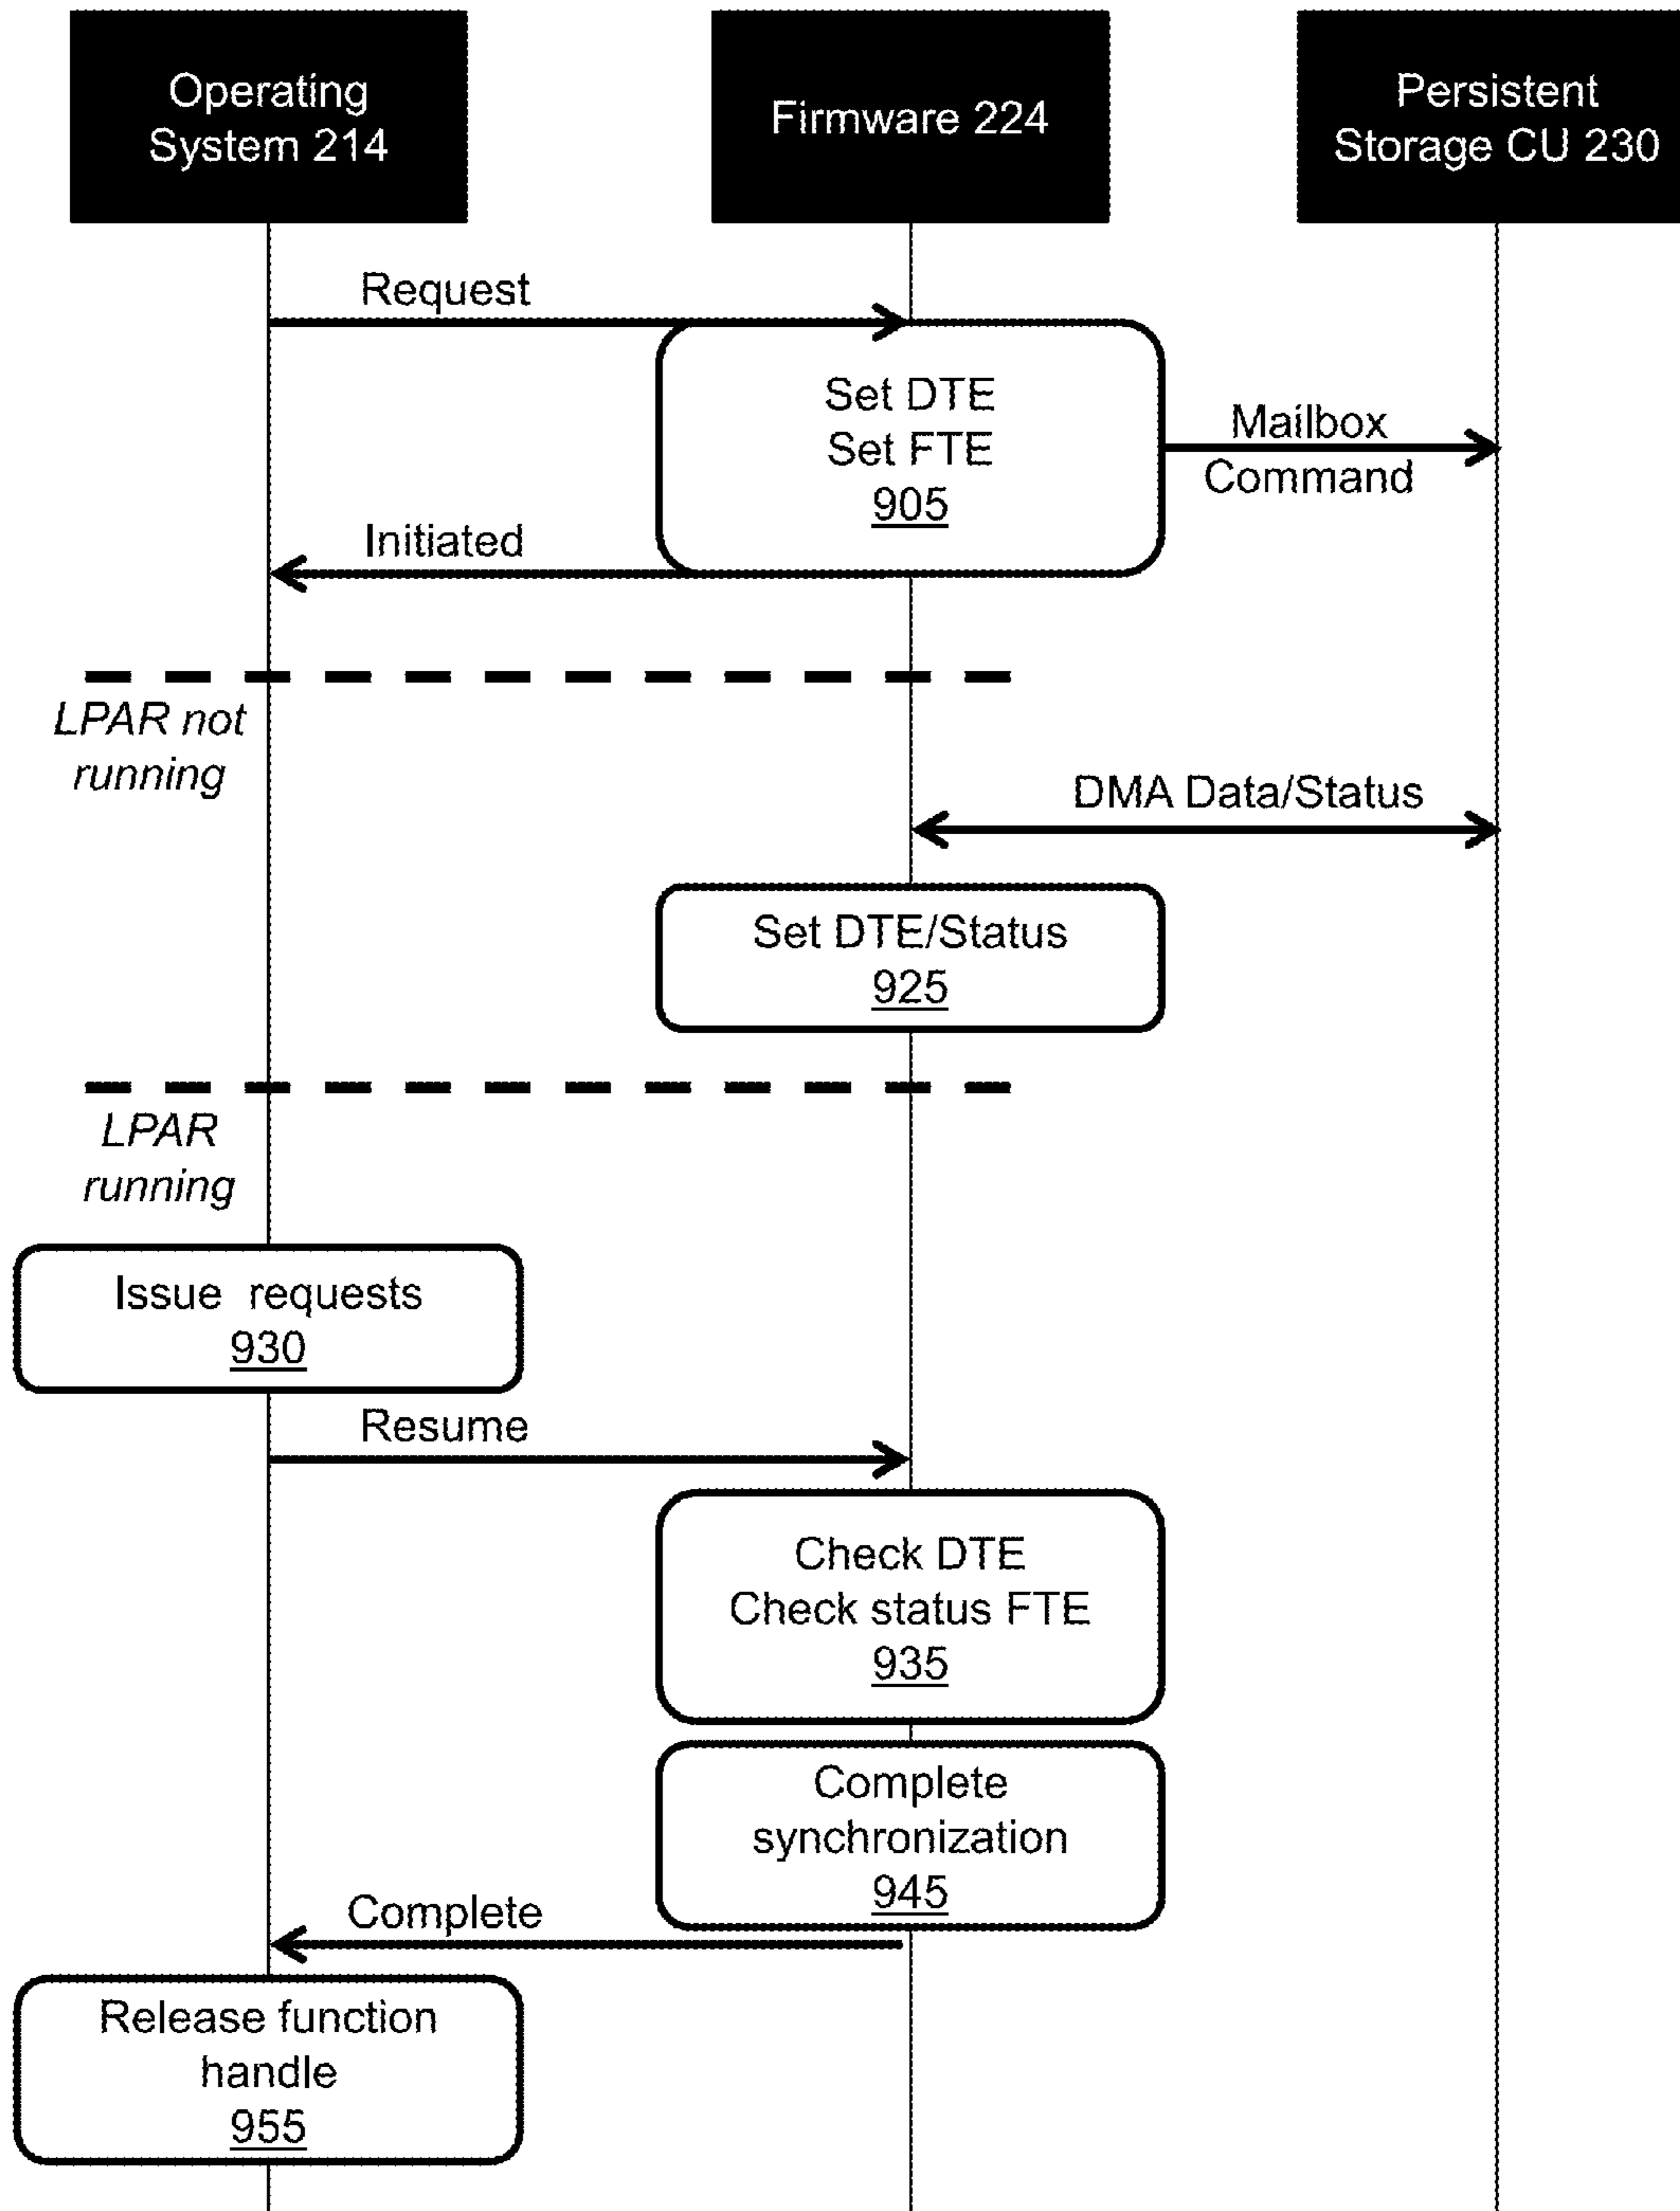 Operating
System 214
Firmware 224
Persistent
Storage CU 230
Request
Set DTE
Set FTE
905
Mailbox
Command
Initiated
LPAR not
running
DMA Data/Status
Set DTE/Status
925
LPAR
running
Issue requests
930
Resume
Check DTE
Check status FTE
935
Complete
synchronization
945
Complete
Release function
handle
955